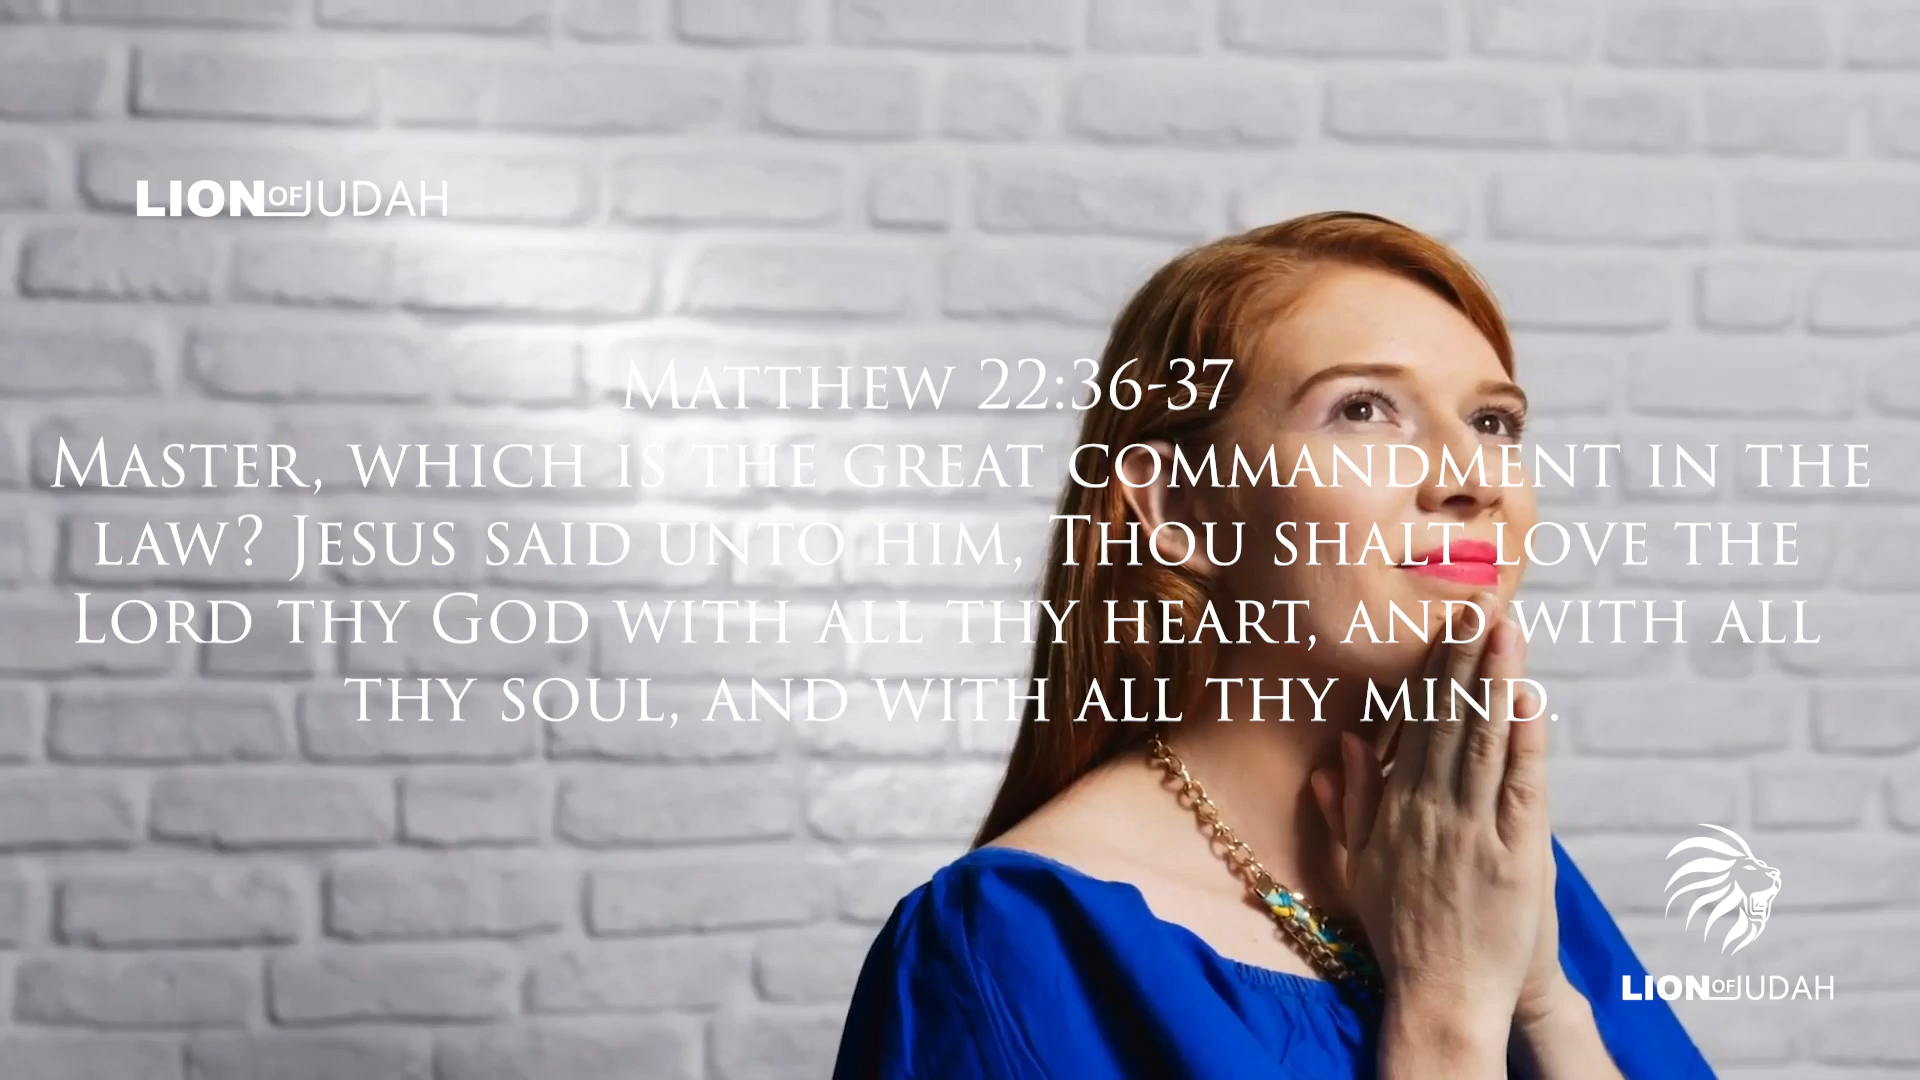 LION OF JUDAH
Matthew 22:36-37
Master, which is the great commandment in the
law? Jesus said unto him, Thou shalt love the
Lord thy God with all thy heart, and with all
thy soul, and with all thy mind.
LION OF JUDAH